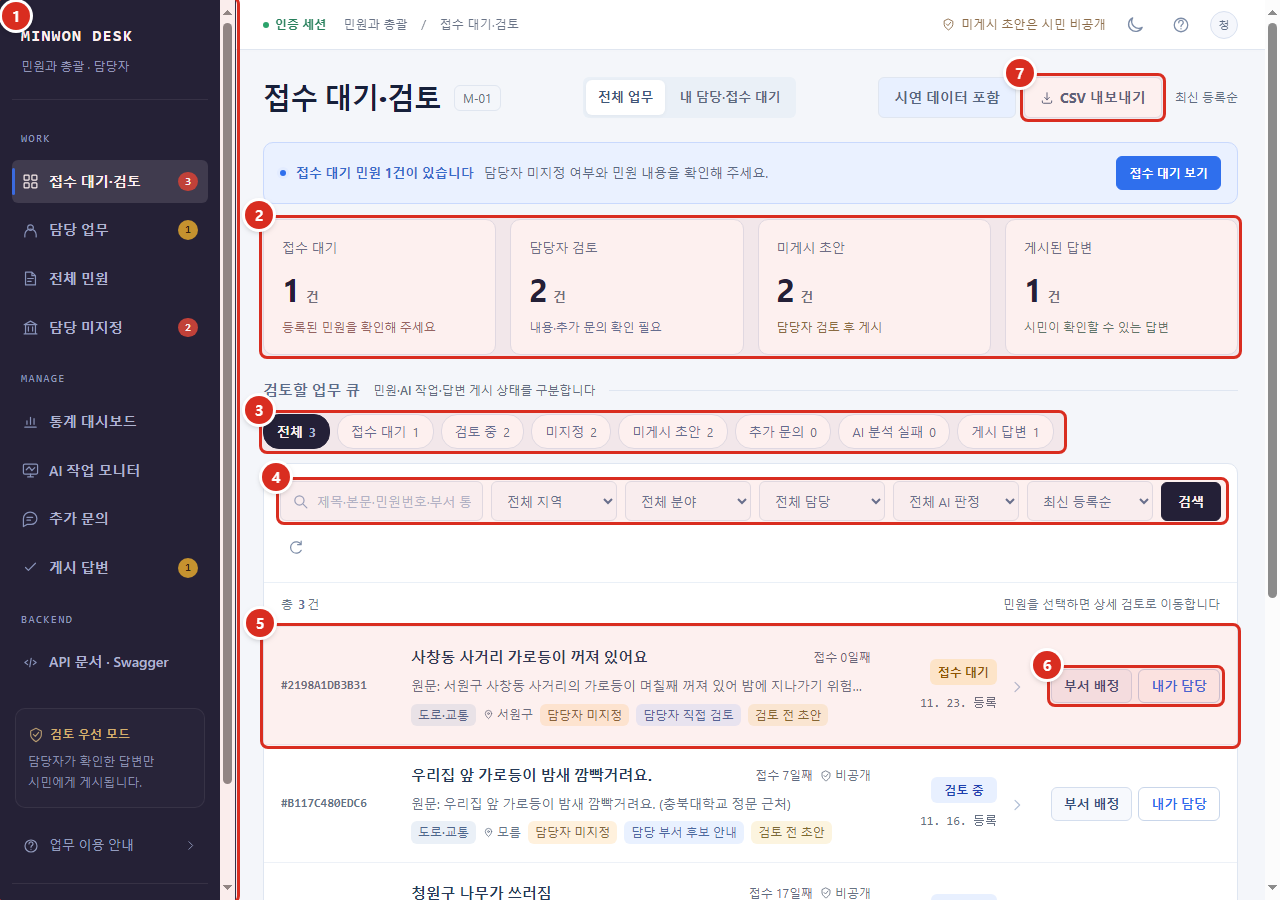 1
MINWON DESK
민원과 총괄 · 담당자
WORK
접수 대기·검토 3
담당 업무 1
전체 민원
담당 미지정 2
MANAGE
통계 대시보드
AI 작업 모니터
추가 문의
게시 답변 1
BACKEND
API 문서 · Swagger
검토 우선 모드
담당자가 확인한 답변만
시민에게 게시됩니다.
업무 이용 안내
인증 세션 민원과 총괄 / 접수 대기·검토
미게시 초안은 시민 비공개 청
접수 대기·검토 M-01
전체 업무 내 담당·접수 대기
시연 데이터 포함
7
CSV 내보내기
최신 등록순
접수 대기 민원 1건이 있습니다 담당자 미지정 여부와 민원 내용을 확인해 주세요.
접수 대기 보기
2
접수 대기
1 건
등록된 민원을 확인해 주세요
담당자 검토
2 건
내용·추가 문의 확인 필요
미게시 초안
2 건
담당자 검토 후 게시
게시된 답변
1 건
시민이 확인할 수 있는 답변
검토할 업무 큐 민원·AI 작업·답변 게시 상태를 구분합니다
3
전체 3 접수 대기 1 검토 중 2 미지정 2 미게시 초안 2 추가 문의 0 AI 분석 실패 0 게시 답변 1
4
제목·본문·민원번호·부서 통 전체 지역 전체 분야 전체 담당 전체 AI 판정 최신 등록순 검색
총 3 건 민원을 선택하면 상세 검토로 이동합니다
5
#2198A1DB3B31
사창동 사거리 가로등이 꺼져 있어요 접수 0일째
원문: 서원구 사창동 사거리의 가로등이 며칠째 꺼져 있어 밤에 지나가기 위험...
도로·교통 서원구 담당자 미지정 담당자 직접 검토 검토 전 초안
접수 대기
11. 23. 등록
6
부서 배정 내가 담당
#B117C480EDC6
우리집 앞 가로등이 밤새 깜빡거려요. 접수 7일째 비공개
원문: 우리집 앞 가로등이 밤새 깜빡거려요. (충북대학교 정문 근처)
도로·교통 모름 담당자 미지정 담당 부서 후보 안내 검토 전 초안
검토 중
11. 16. 등록
부서 배정 내가 담당
청원구 나무가 쓰러짐 접수 17일째 비공개